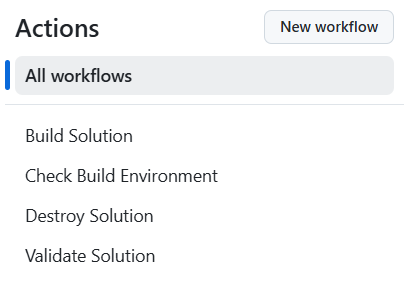 Actions
New workflow
All workflows
Build Solution
Check Build Environment
Destroy Solution
Validate Solution